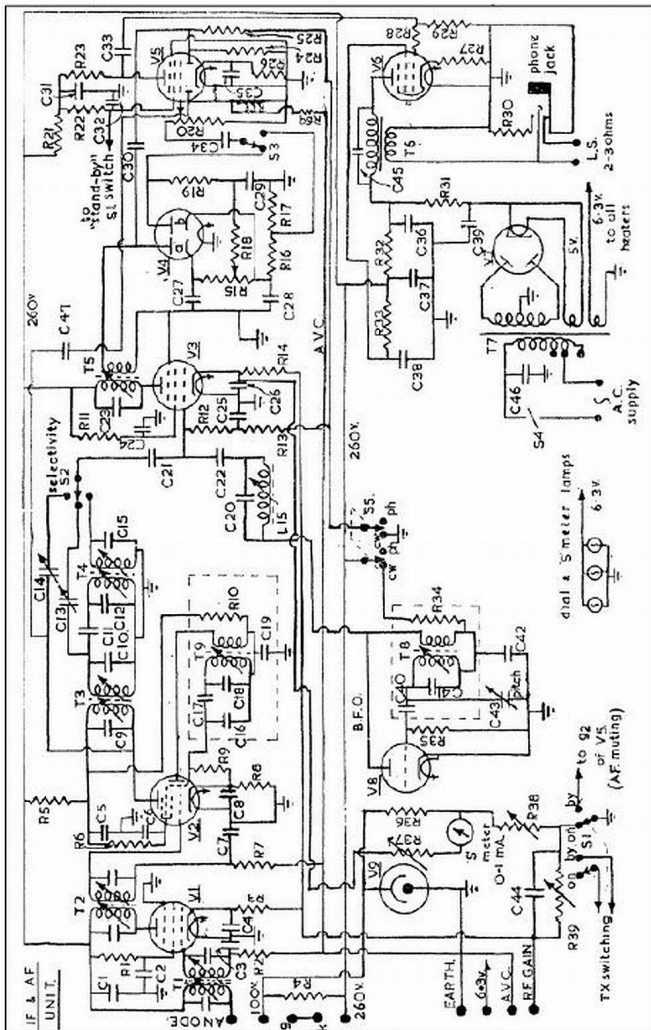 IF & AF
UNIT.
260v.
R21
C31
R23
C33
R22
C32
V5
R25
R24
R26
C35
R20
to
"stand-by"
S1 switch
C30
C34
S3
C47
T5
R11
C23
C24
V4
a
b
R19
C29
R18
R17
R15
R16
C27
C28
V3
R14
A.V.C.
selectivity
S2
C21
R12
C25
C26
R13
C22
C20
L15
C14
C13
T4
C15
C11
C10
C12
T3
C9
R10
T9
C19
C17
C18
C16
R5
C5
R6
C6
V2
R9
C8
R8
C7
R7
T2
V1
R1
C1
C2
C4
C3
R2
T1
ANODE.
100v.
R4
260v.
EARTH.
6.3v
A.V.C.
R.F. GAIN
V6
R28
R29
R27
phone
jack
R30
T6
C45
L.S.
2-3ohms
R31
C36
R32
C39
C37
R33
C38
V7
5v.
6.3v
to all
heaters
T7
C46
S4
A.C.
supply
260v.
S5
ph
cw
ph
cw
dial & 'S' meter lamps
6.3v.
R34
T8
C42
C40
C41
C43
pitch
R35
B.F.O.
V8
V9
R36
R37
'S'
meter
0-1 mA.
R38
R39
C44
S1
by
on
by
on
to g2
of V5
(A.F. muting)
TX switching